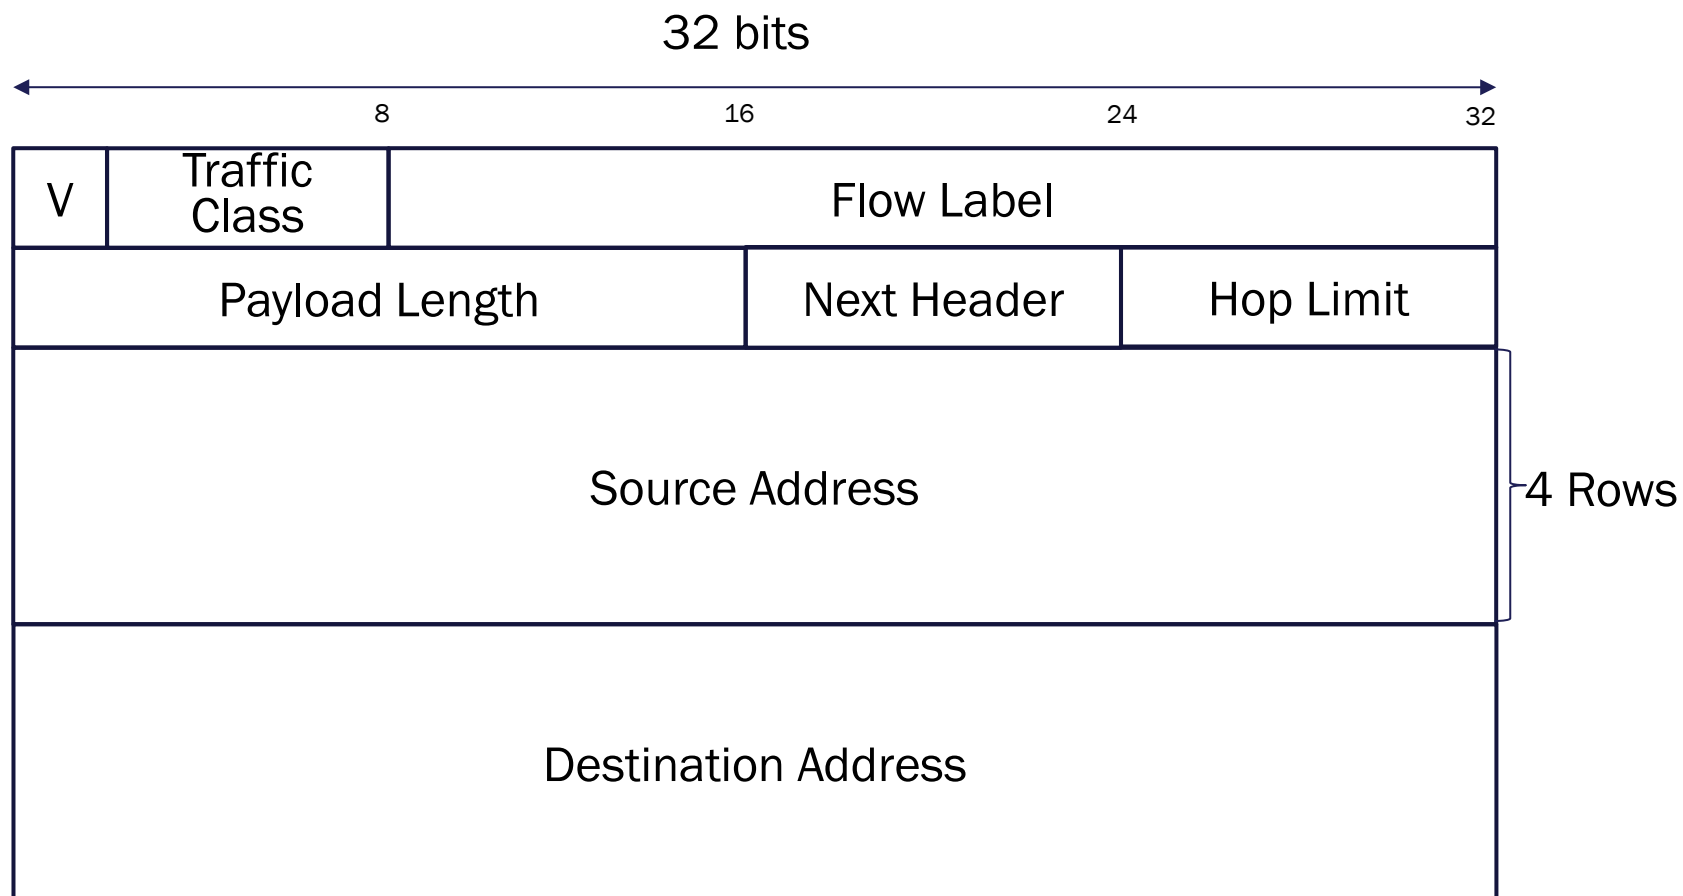 32 bits
8 16 24 32
V Traffic Class Flow Label
Payload Length Next Header Hop Limit
Source Address
4 Rows
Destination Address